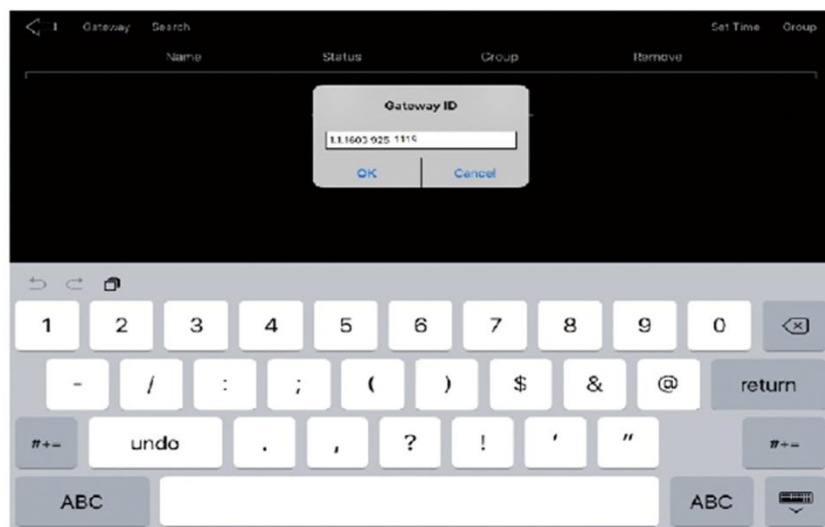 Gateway Search Set Time Group
Name Status Group Remove
Gateway ID
OK Cancel
1 2 3 4 5 6 7 8 9 0
- / : ; ( ) $ & @ return
#+= undo . , ? ! ' " #+=
ABC ABC